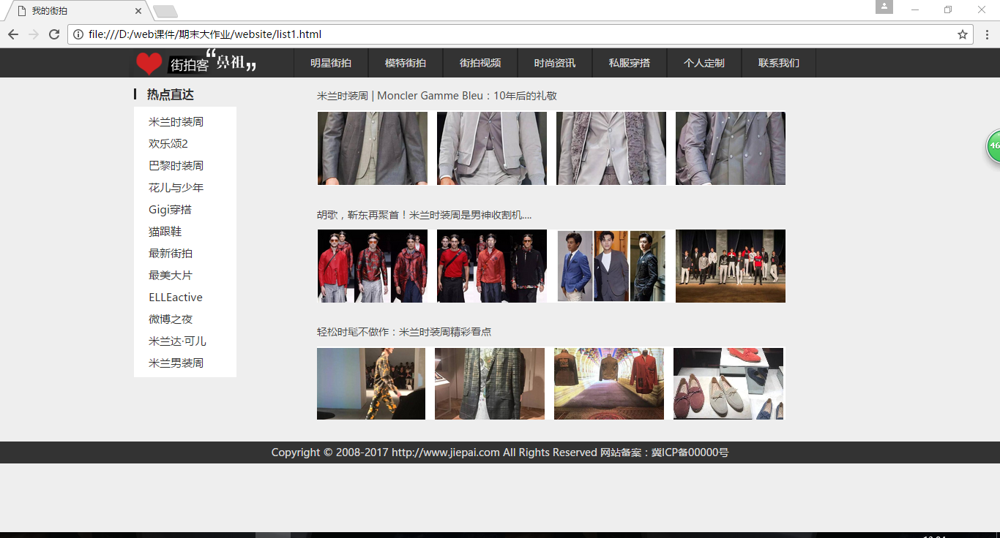 我的街拍
file:///D:/web课件/期末大作业/website/list1.html
街拍客 “鼻祖”
明星街拍 模特街拍 街拍视频 时尚资讯 私服穿搭 个人定制 联系我们
热点直达
米兰时装周
欢乐颂2
巴黎时装周
花儿与少年
Gigi穿搭
猫跟鞋
最新街拍
最美大片
ELLEactive
微博之夜
米兰达·可儿
米兰男装周
米兰时装周 | Moncler Gamme Bleu：10年后的礼敬
胡歌，靳东再聚首！米兰时装周是男神收割机....
轻松时髦不做作：米兰时装周精彩看点
46
Copyright © 2008-2017 http://www.jiepai.com All Rights Reserved 网站备案：冀ICP备00000号